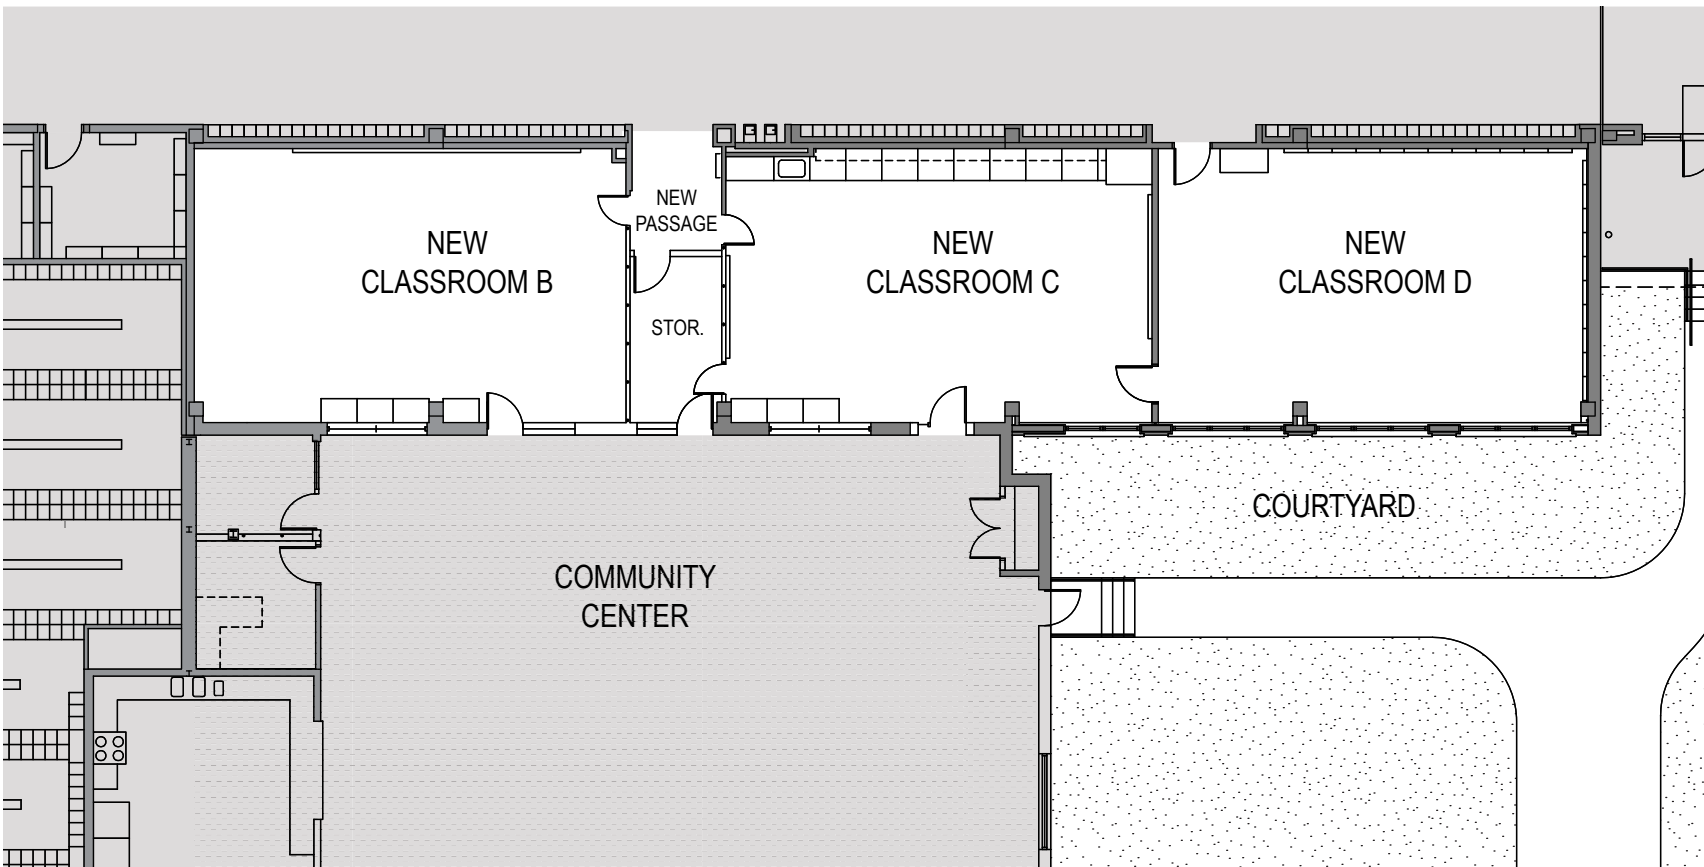 NEW
PASSAGE
NEW
CLASSROOM B
NEW
CLASSROOM C
NEW
CLASSROOM D
STOR.
COURTYARD
COMMUNITY
CENTER